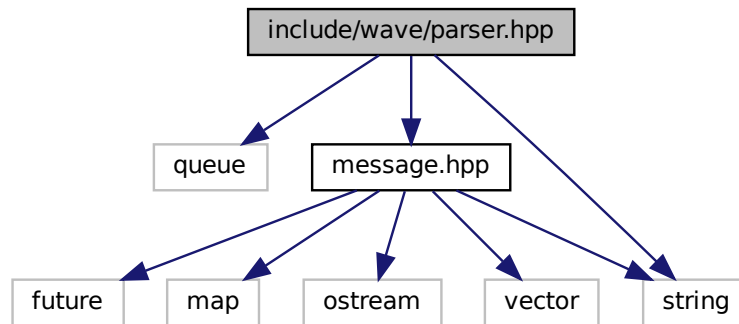 include/wave/parser.hpp
queue
message.hpp
future
map
ostream
vector
string